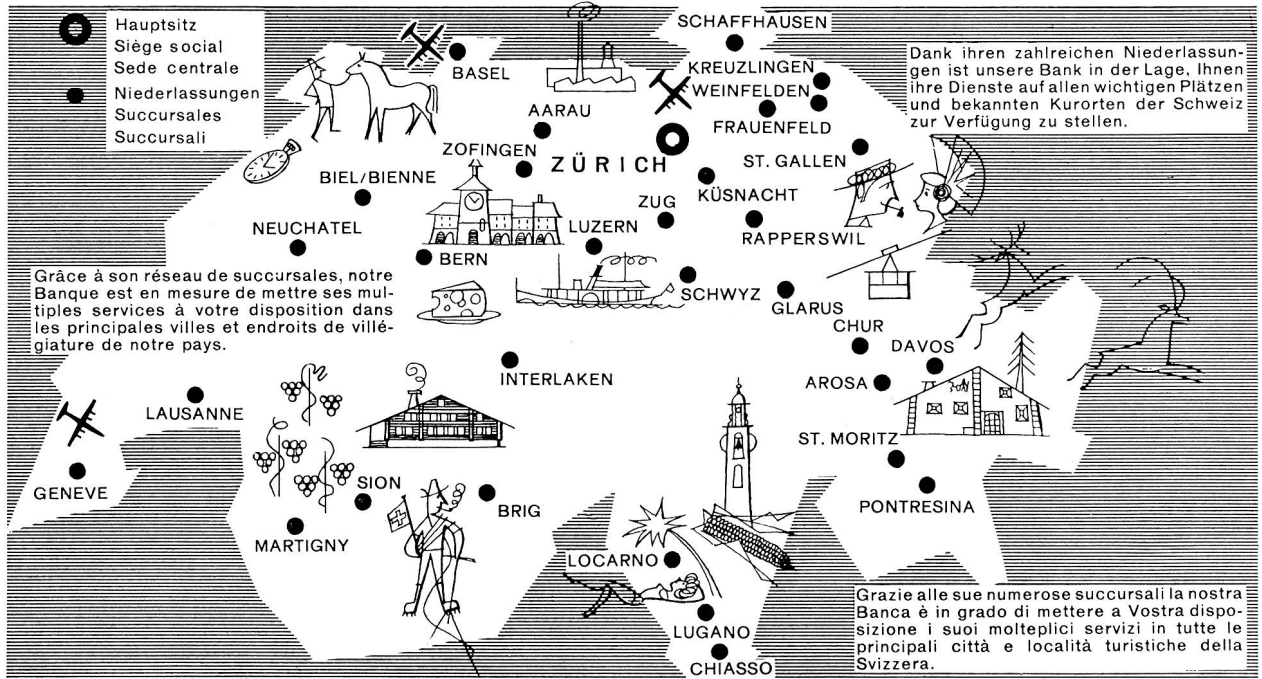 Hauptsitz
Siège social
Sede centrale
Niederlassungen
Succursales
Succursali
Dank ihren zahlreichen Niederlassun-
gen ist unsere Bank in der Lage, Ihnen
ihre Dienste auf allen wichtigen Plätzen
und bekannten Kurorten der Schweiz
zur Verfügung zu stellen.
SCHAFFHAUSEN
BASEL
KREUZLINGEN
WEINFELDEN
AARAU
FRAUENFELD
ZOFINGEN
ZÜRICH
ST. GALLEN
BIEL/BIENNE
KÜSNACHT
ZUG
NEUCHATEL
LUZERN
RAPPERSWIL
BERN
Grâce à son réseau de succursales, notre
Banque est en mesure de mettre ses mul-
tiples services à votre disposition dans
les principales villes et endroits de villé-
giature de notre pays.
SCHWYZ
GLARUS
CHUR
DAVOS
INTERLAKEN
AROSA
LAUSANNE
ST. MORITZ
GENEVE
SION
BRIG
PONTRESINA
MARTIGNY
LOCARNO
Grazie alle sue numerose succursali la nostra
Banca è in grado di mettere a Vostra dispo-
sizione i suoi molteplici servizi in tutte le
principali città e località turistiche della
Svizzera.
LUGANO
CHIASSO